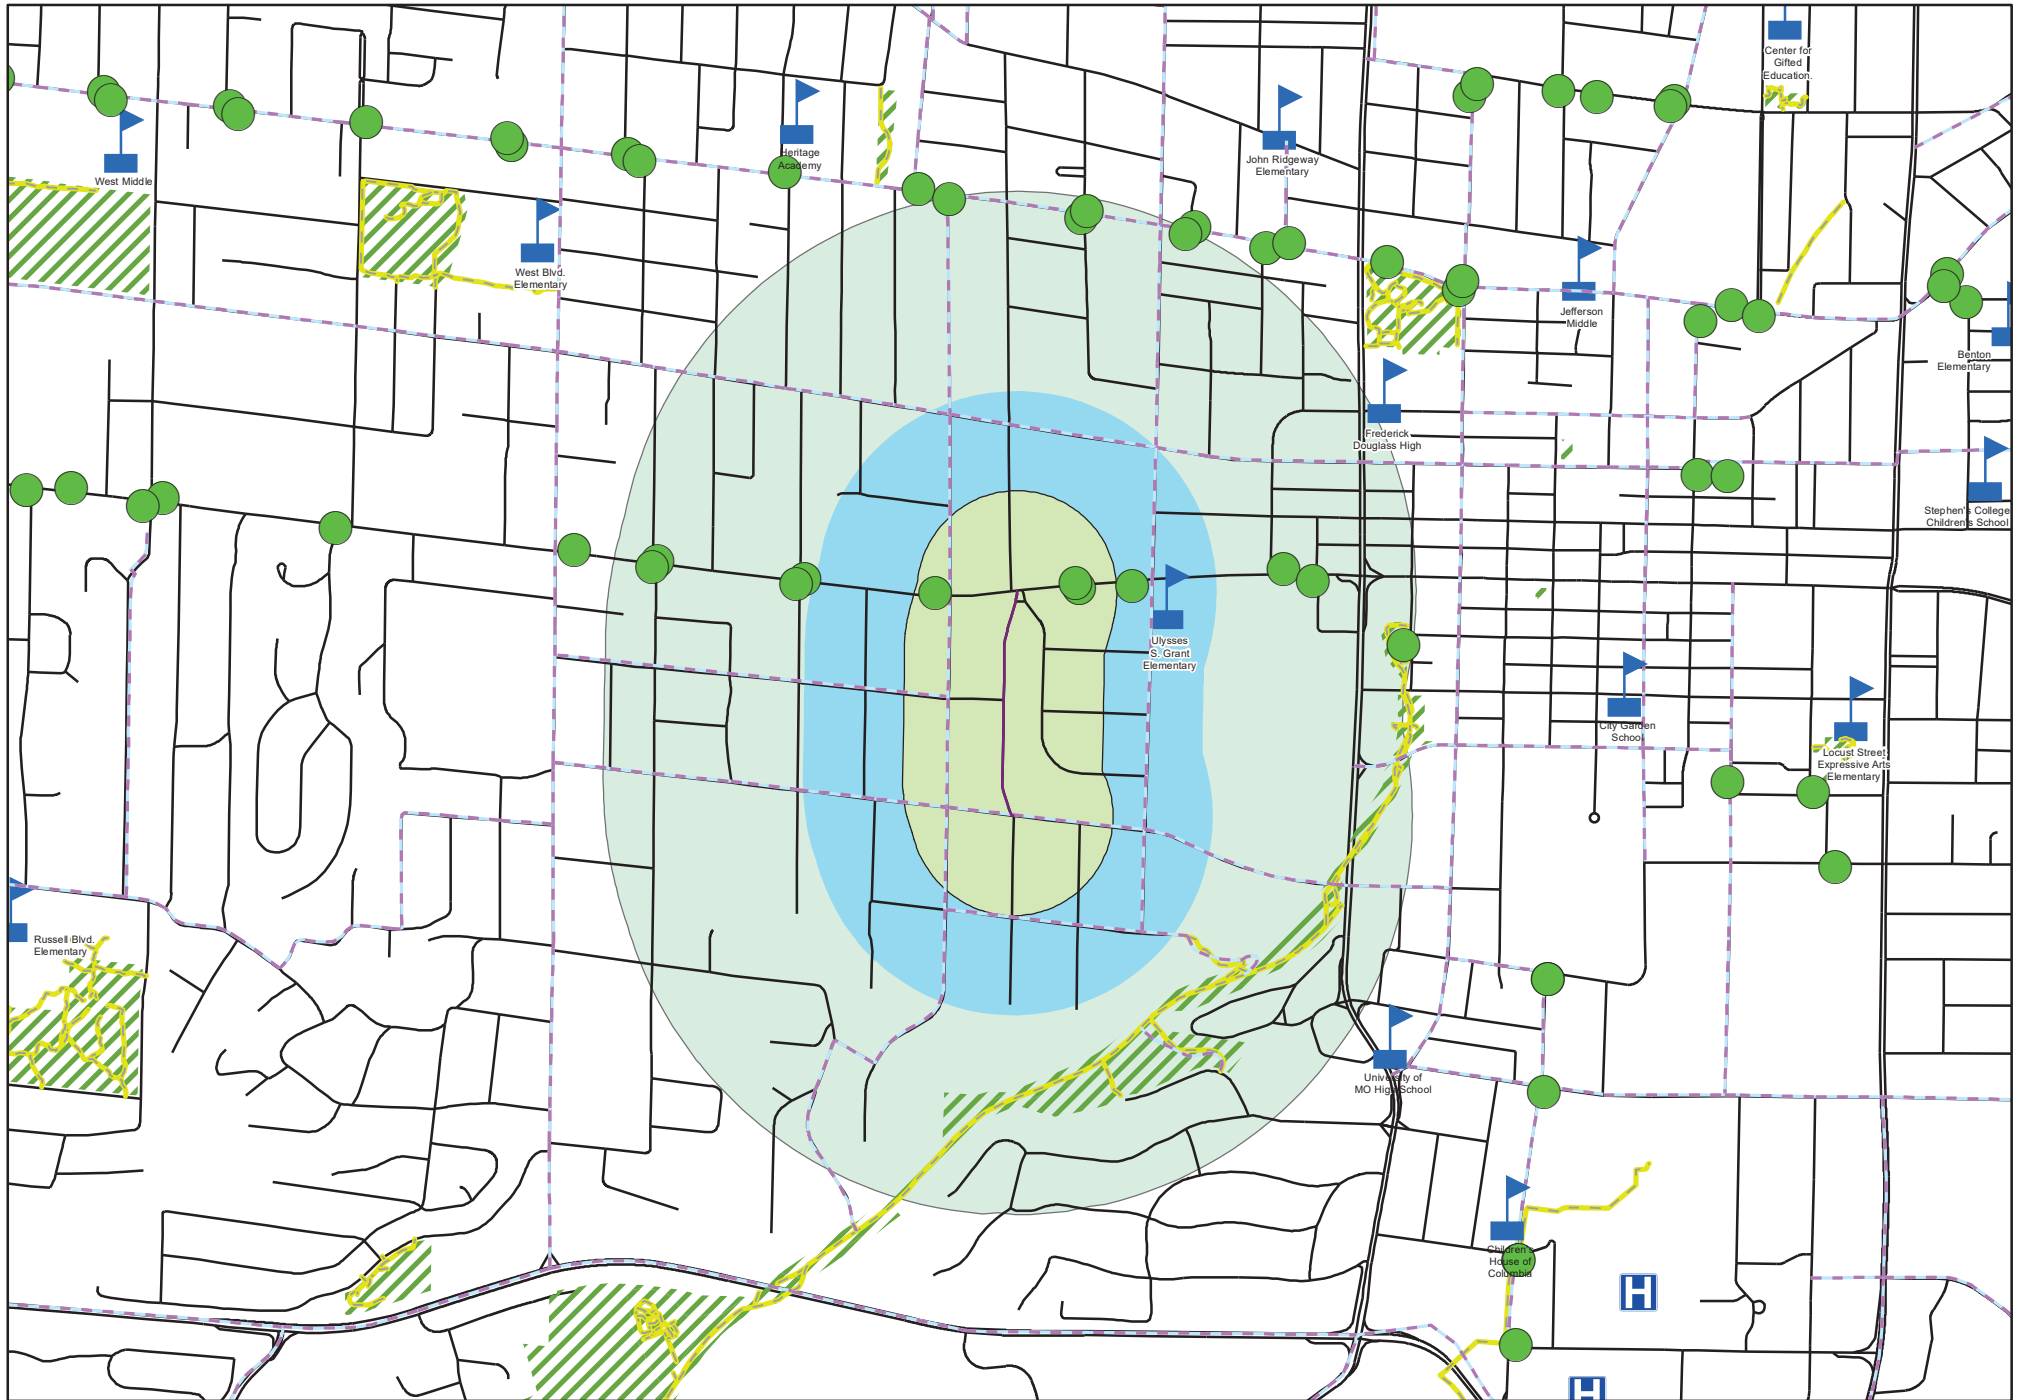 Center for
Gifted
Education.
Heritage
Academy
John Ridgeway
Elementary
West Middle
West Blvd.
Elementary
Jefferson
Middle
Benton
Elementary
Frederick
Douglass High
Stephen's College
Children's School
Ulysses
S. Grant
Elementary
City Garden
School
Locust Street
Expressive Arts
Elementary
Russell Blvd.
Elementary
University of
MO High School
Children's
House of
Columbia
H
H